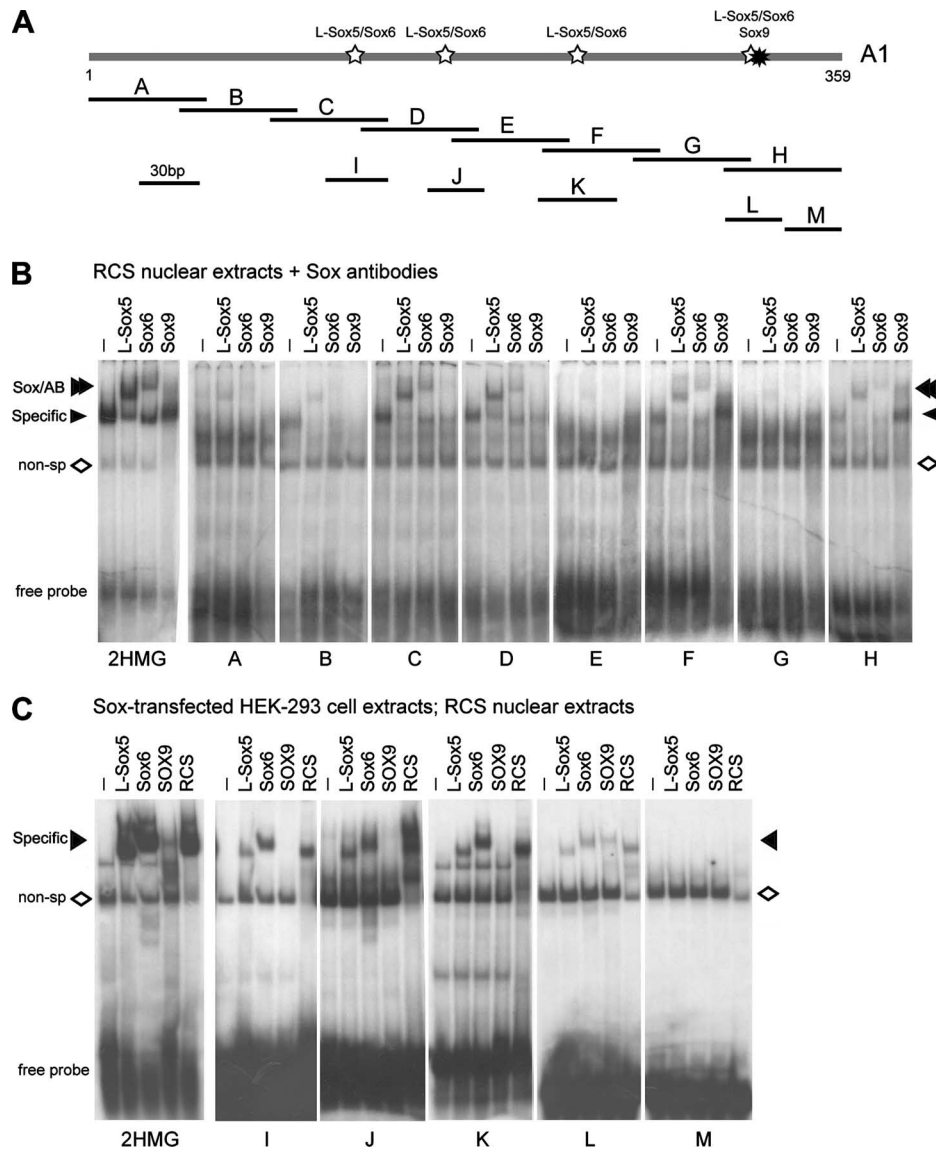 A
L-Sox5/Sox6 L-Sox5/Sox6 L-Sox5/Sox6 L-Sox5/Sox6
Sox9
A1
1 359
A
B
C
D
E
F
G
H
30bp
I
J
K
L
M
B RCS nuclear extracts + Sox antibodies
– L-Sox5 Sox6 Sox9 – L-Sox5 Sox6 Sox9 – L-Sox5 Sox6 Sox9 – L-Sox5 Sox6 Sox9 – L-Sox5 Sox6 Sox9 – L-Sox5 Sox6 Sox9 – L-Sox5 Sox6 Sox9 – L-Sox5 Sox6 Sox9 – L-Sox5 Sox6 Sox9
Sox/AB
Specific
non-sp
free probe
2HMG A B C D E F G H
C Sox-transfected HEK-293 cell extracts; RCS nuclear extracts
– L-Sox5 Sox6 SOX9 RCS – L-Sox5 Sox6 SOX9 RCS – L-Sox5 Sox6 SOX9 RCS – L-Sox5 Sox6 SOX9 RCS – L-Sox5 Sox6 SOX9 RCS – L-Sox5 Sox6 SOX9 RCS
Specific
non-sp
free probe
2HMG I J K L M